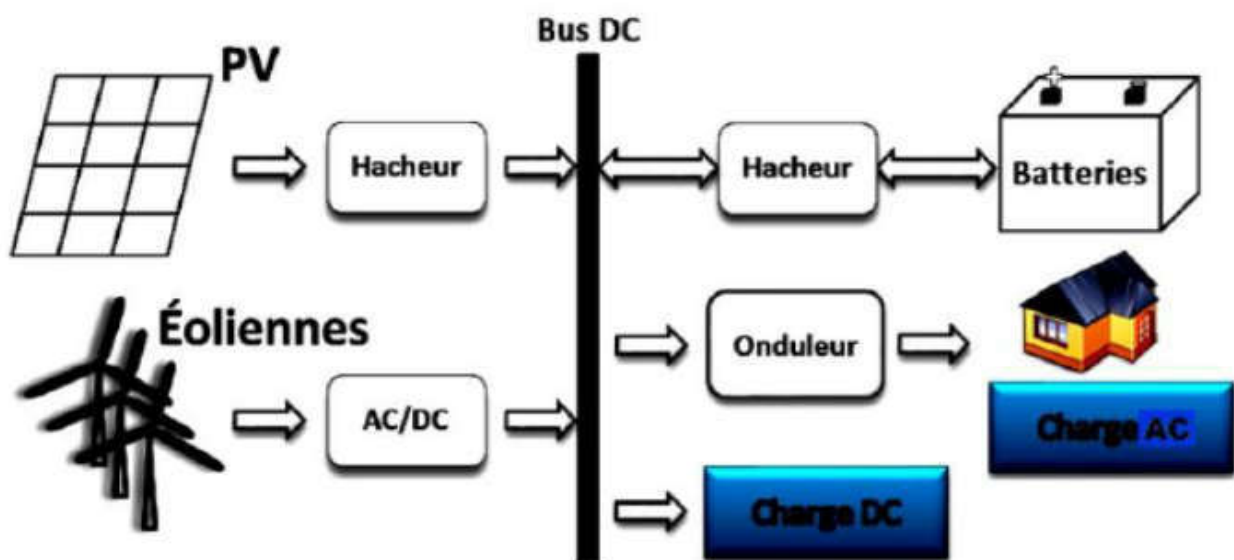 Bus DC
PV
Hacheur
Hacheur
Batteries
Éoliennes
AC/DC
Onduleur
Charge AC
Charge DC